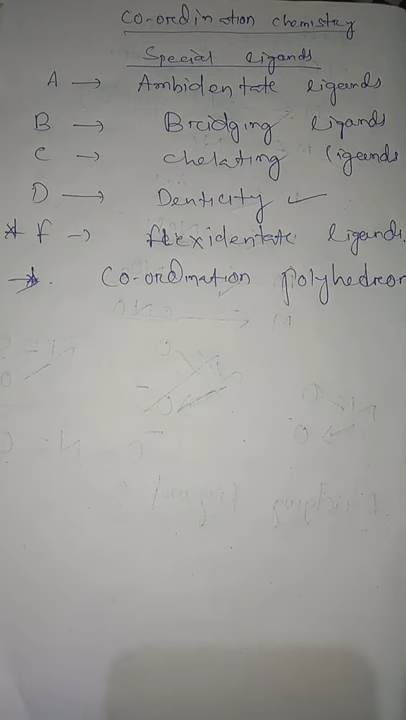 Co-ordination chemistry
Special ligands
A → Ambidentate ligands
B → Bridging ligands
C → chelating ligands
D → Denticity ✓
* F → flexidentate ligands.
→ Co-ordination polyhedron